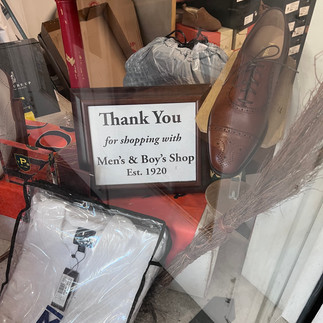 Thank You
for shopping with
Men's & Boy's Shop
Est. 1920